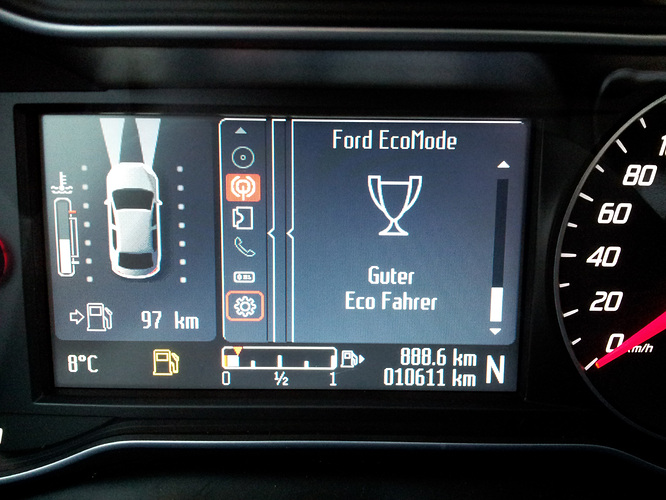 Ford EcoMode
Guter
Eco Fahrer
97 km
8°C
0
½
1
888.6 km
010611 km
N
80
60
40
20
0
km/h